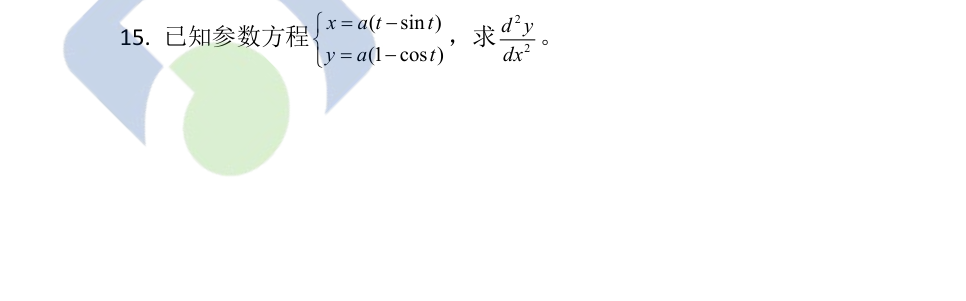 15. 已知参数方程{x = a(t − sin t) y = a(1 − cos t)，求 d²y/dx²。